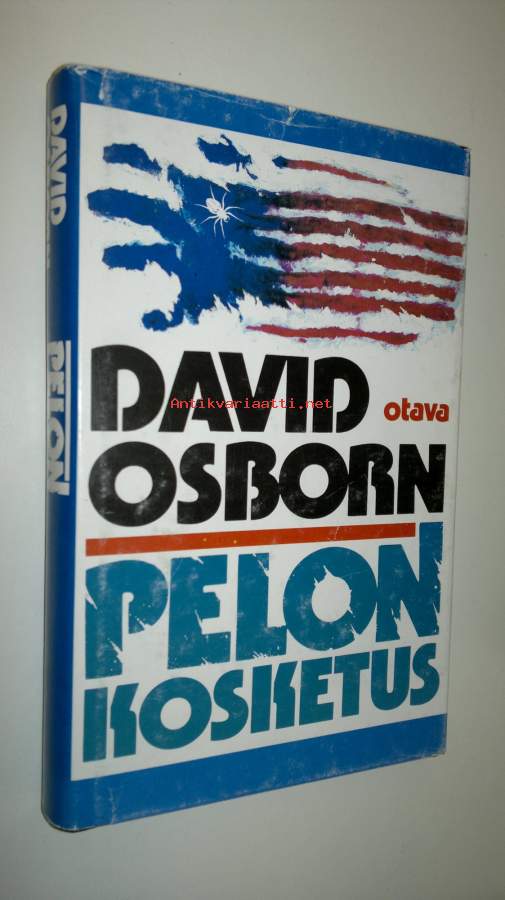 DAVID
PELON
DAVID
otava
OSBORN
PELON
KOSKETUS
Antikvariaatti.net